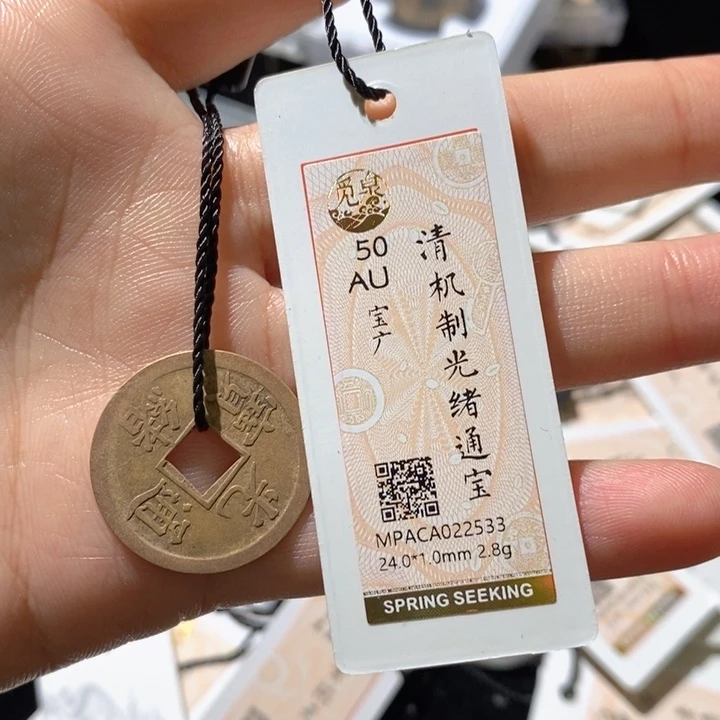 觅泉
50
AU
宝广
清机制光绪通宝
MPACA022533
24.0*1.0mm 2.8g
SPRING SEEKING